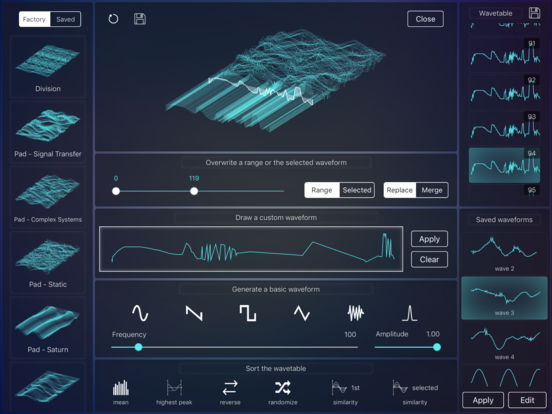 Factory
Saved
Division
Pad - Signal Transfer
Pad - Complex Systems
Pad - Static
Pad - Saturn
Close
Overwrite a range or the selected waveform
0
119
Range
Selected
Replace
Merge
Draw a custom waveform
Apply
Clear
Generate a basic waveform
Frequency
100
Amplitude
1.00
Sort the wavetable
mean
highest peak
reverse
randomize
1st
similarity
selected
similarity
Wavetable
91
92
93
94
95
Saved waveforms
wave 2
wave 3
wave 4
Apply
Edit